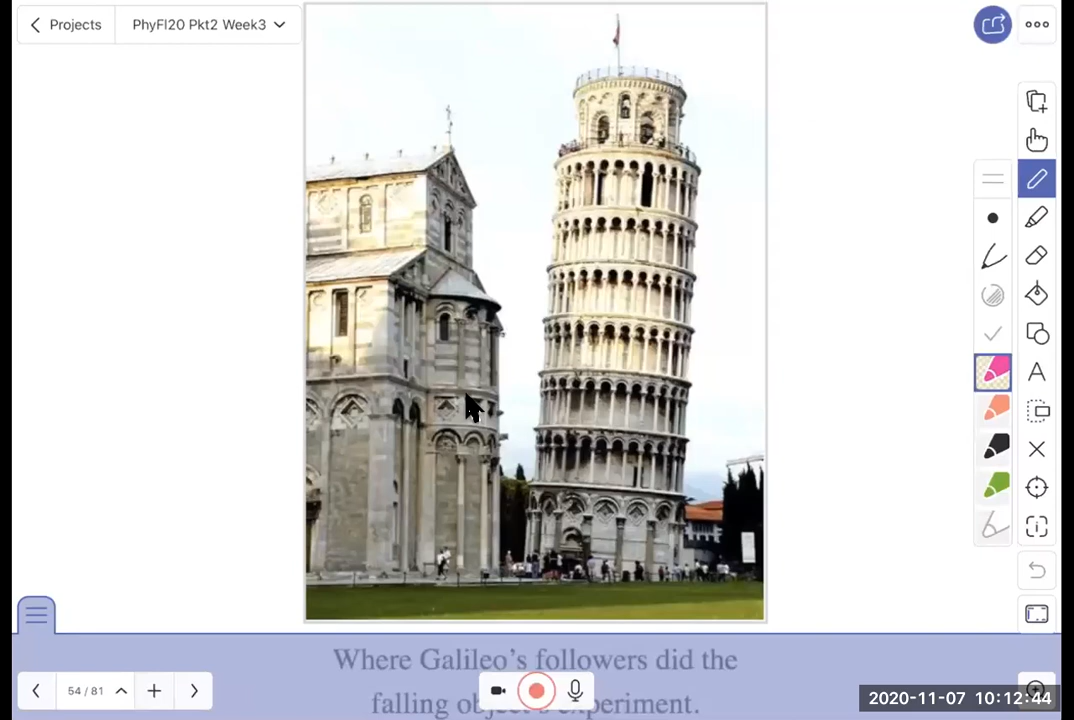 Projects
PhyFl20 Pkt2 Week3
A
54 / 81
Where Galileo's followers did the
falling object's experiment.
2020-11-07 10:12:44